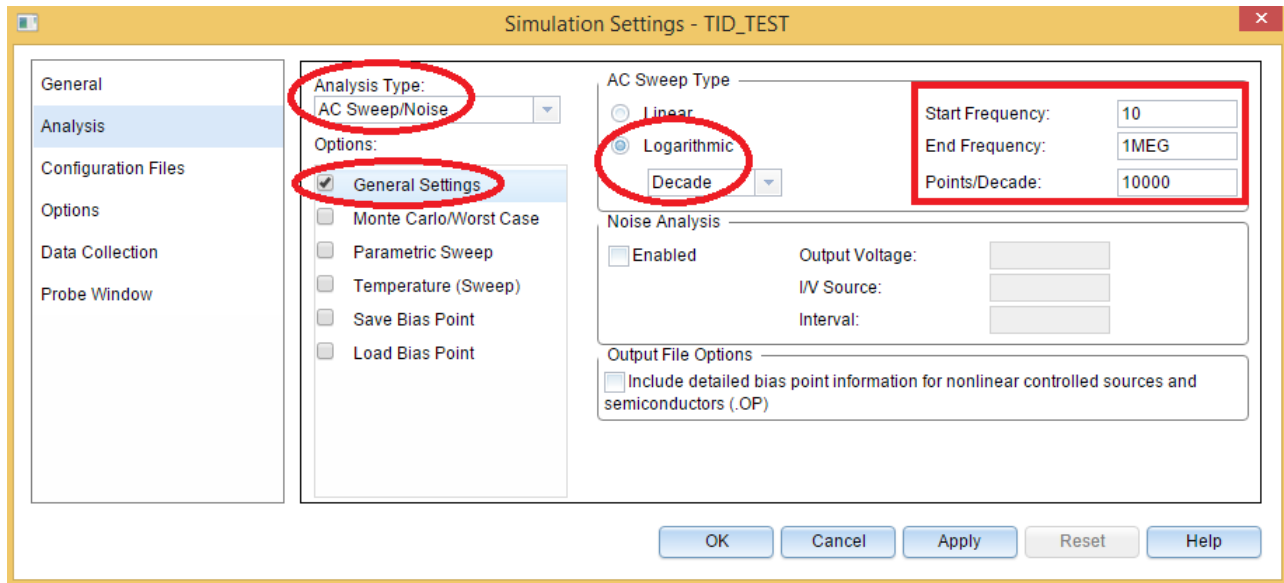 Simulation Settings - TID_TEST
General
Analysis
Configuration Files
Options
Data Collection
Probe Window
Analysis Type:
AC Sweep/Noise
Options:
General Settings
Monte Carlo/Worst Case
Parametric Sweep
Temperature (Sweep)
Save Bias Point
Load Bias Point
AC Sweep Type
Linear
Logarithmic
Decade
Start Frequency: 10
End Frequency: 1MEG
Points/Decade: 10000
Noise Analysis
Enabled
Output Voltage:
I/V Source:
Interval:
Output File Options
Include detailed bias point information for nonlinear controlled sources and
semiconductors (.OP)
OK Cancel Apply Reset Help